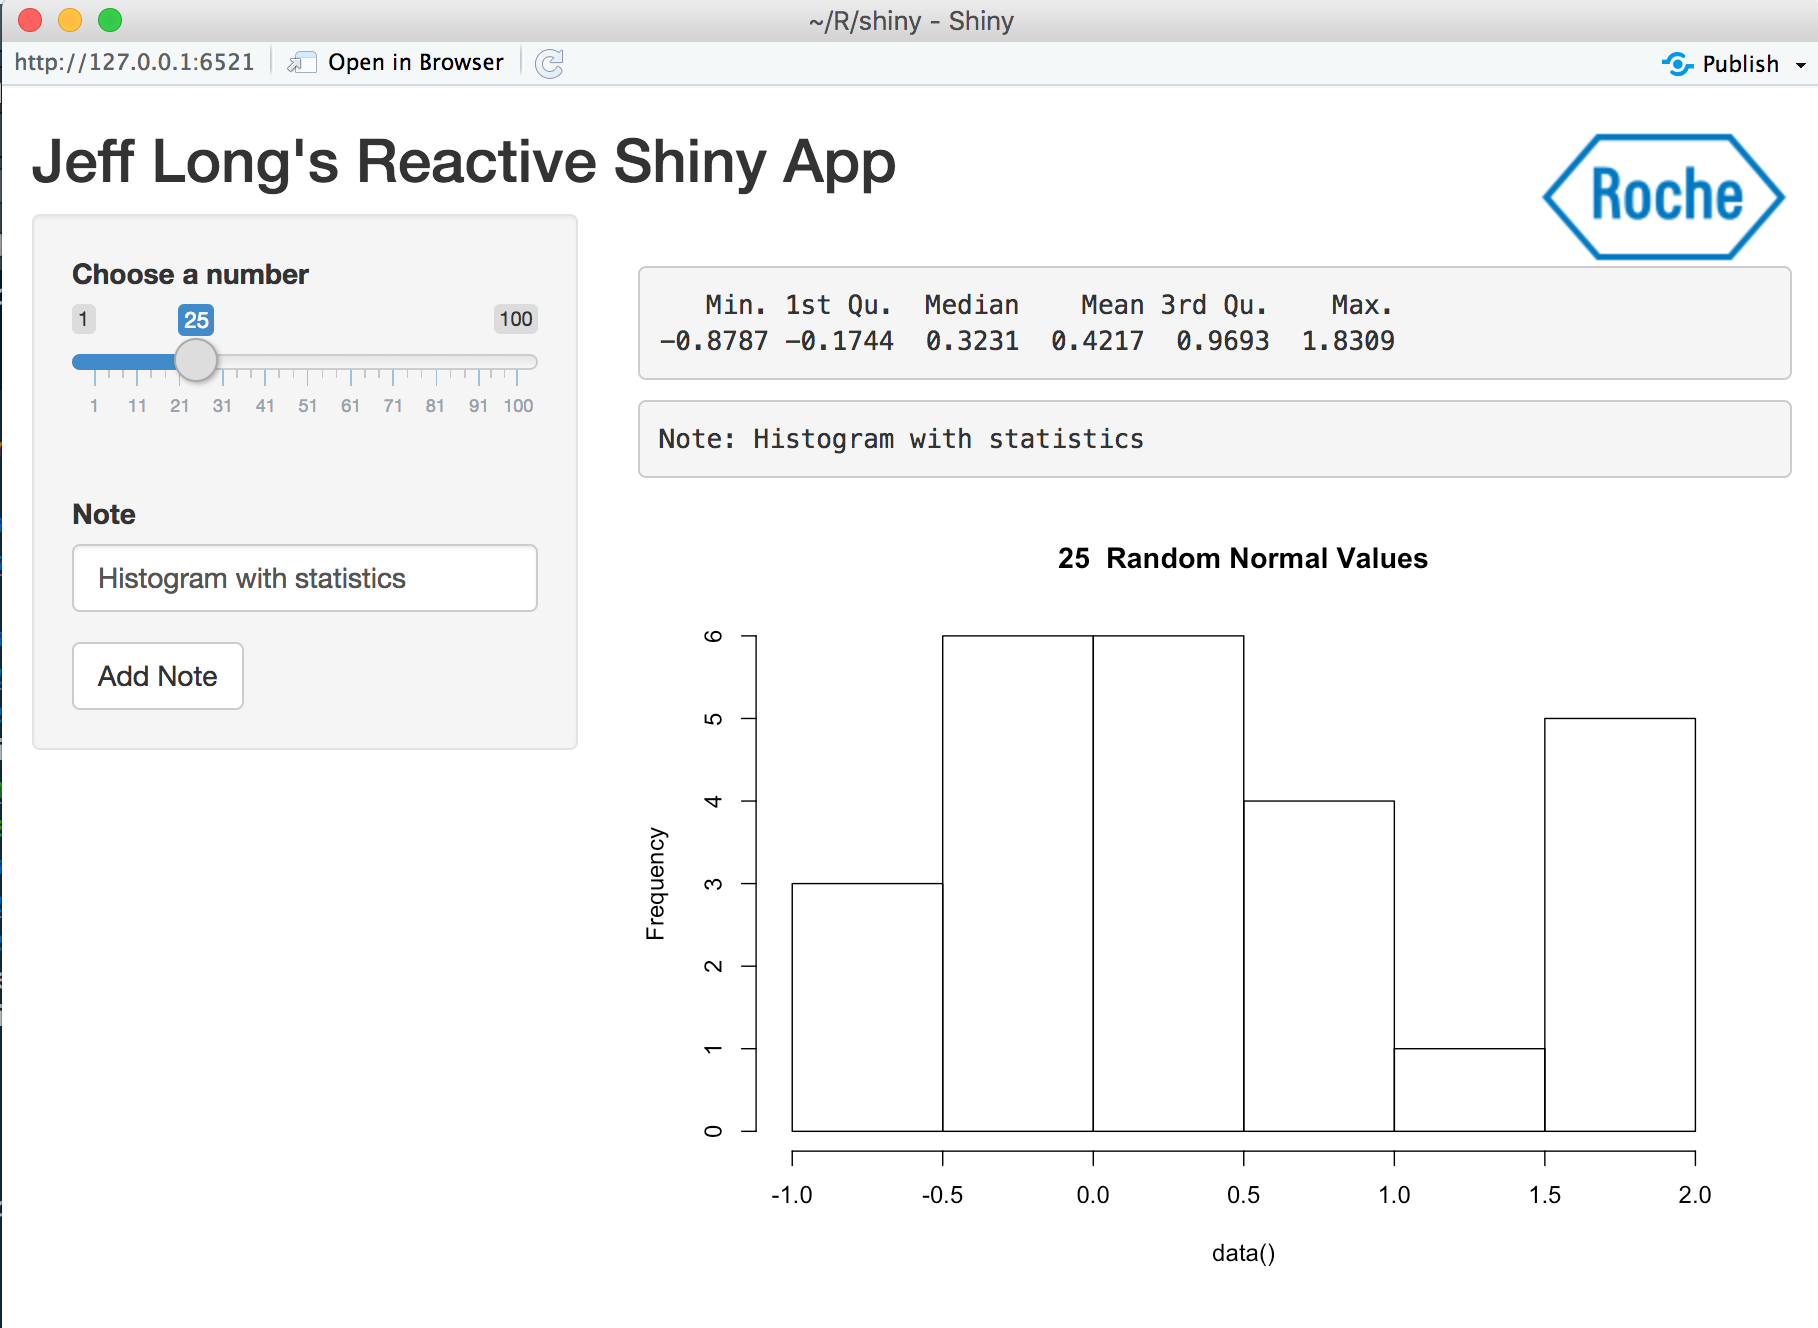 ~/R/shiny - Shiny
http://127.0.0.1:6521 Open in Browser Publish
Jeff Long's Reactive Shiny App
Roche
Choose a number
1 25 100
1 11 21 31 41 51 61 71 81 91 100
Note
Histogram with statistics
Add Note
Min. 1st Qu. Median Mean 3rd Qu. Max.
-0.8787 -0.1744 0.3231 0.4217 0.9693 1.8309
Note: Histogram with statistics
25 Random Normal Values
Frequency
6
5
4
3
2
1
0
-1.0 -0.5 0.0 0.5 1.0 1.5 2.0
data()